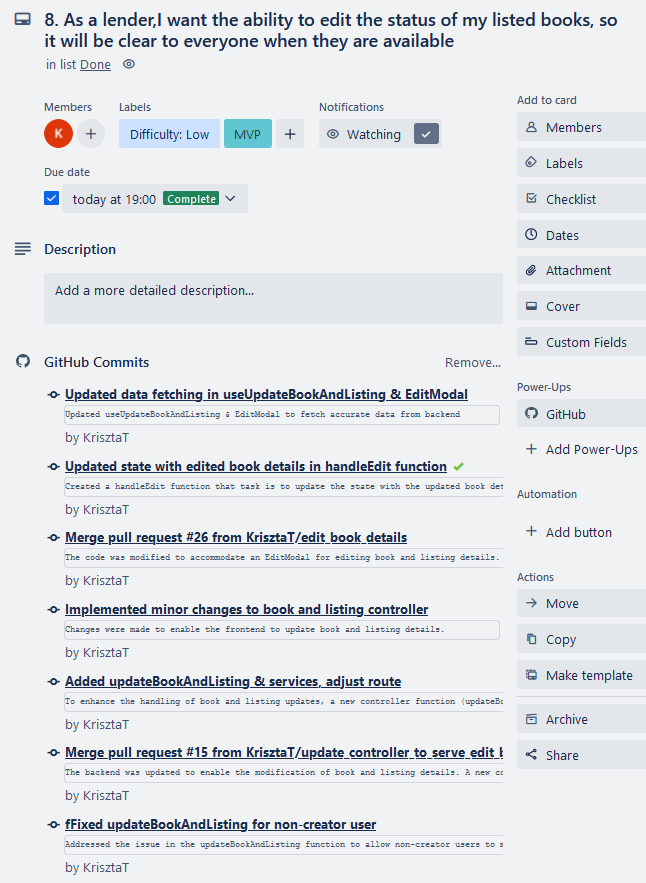 8. As a lender,I want the ability to edit the status of my listed books, so
it will be clear to everyone when they are available
in list Done
Members
Labels
Notifications
K
Difficulty: Low
MVP
Watching
Due date
today at 19:00 Complete
Description
Add a more detailed description...
GitHub Commits
Remove...
Updated data fetching in useUpdateBookAndListing & EditModal
Updated useUpdateBookAndListing & EditModal to fetch accurate data from backend
by KrisztaT
Updated state with edited book details in handleEdit function
Created a handleEdit function that task is to update the state with the updated book det
by KrisztaT
Merge pull request #26 from KrisztaT/edit_book_details
The code was modified to accommodate an EditModal for editing book and listing details.
by KrisztaT
Implemented minor changes to book and listing controller
Changes were made to enable the frontend to update book and listing details.
by KrisztaT
Added updateBookAndListing & services, adjust route
To enhance the handling of book and listing updates, a new controller function (updateBo
by KrisztaT
Merge pull request #15 from KrisztaT/update_controller_to_serve_edit_b
The backend was updated to enable the modification of book and listing details. A new co
by KrisztaT
fFixed updateBookAndListing for non-creator user
Addressed the issue in the updateBookAndListing function to allow non-creator users to m
by KrisztaT
Add to card
Members
Labels
Checklist
Dates
Attachment
Cover
Custom Fields
Power-Ups
GitHub
Add Power-Ups
Automation
Add button
Actions
Move
Copy
Make template
Archive
Share